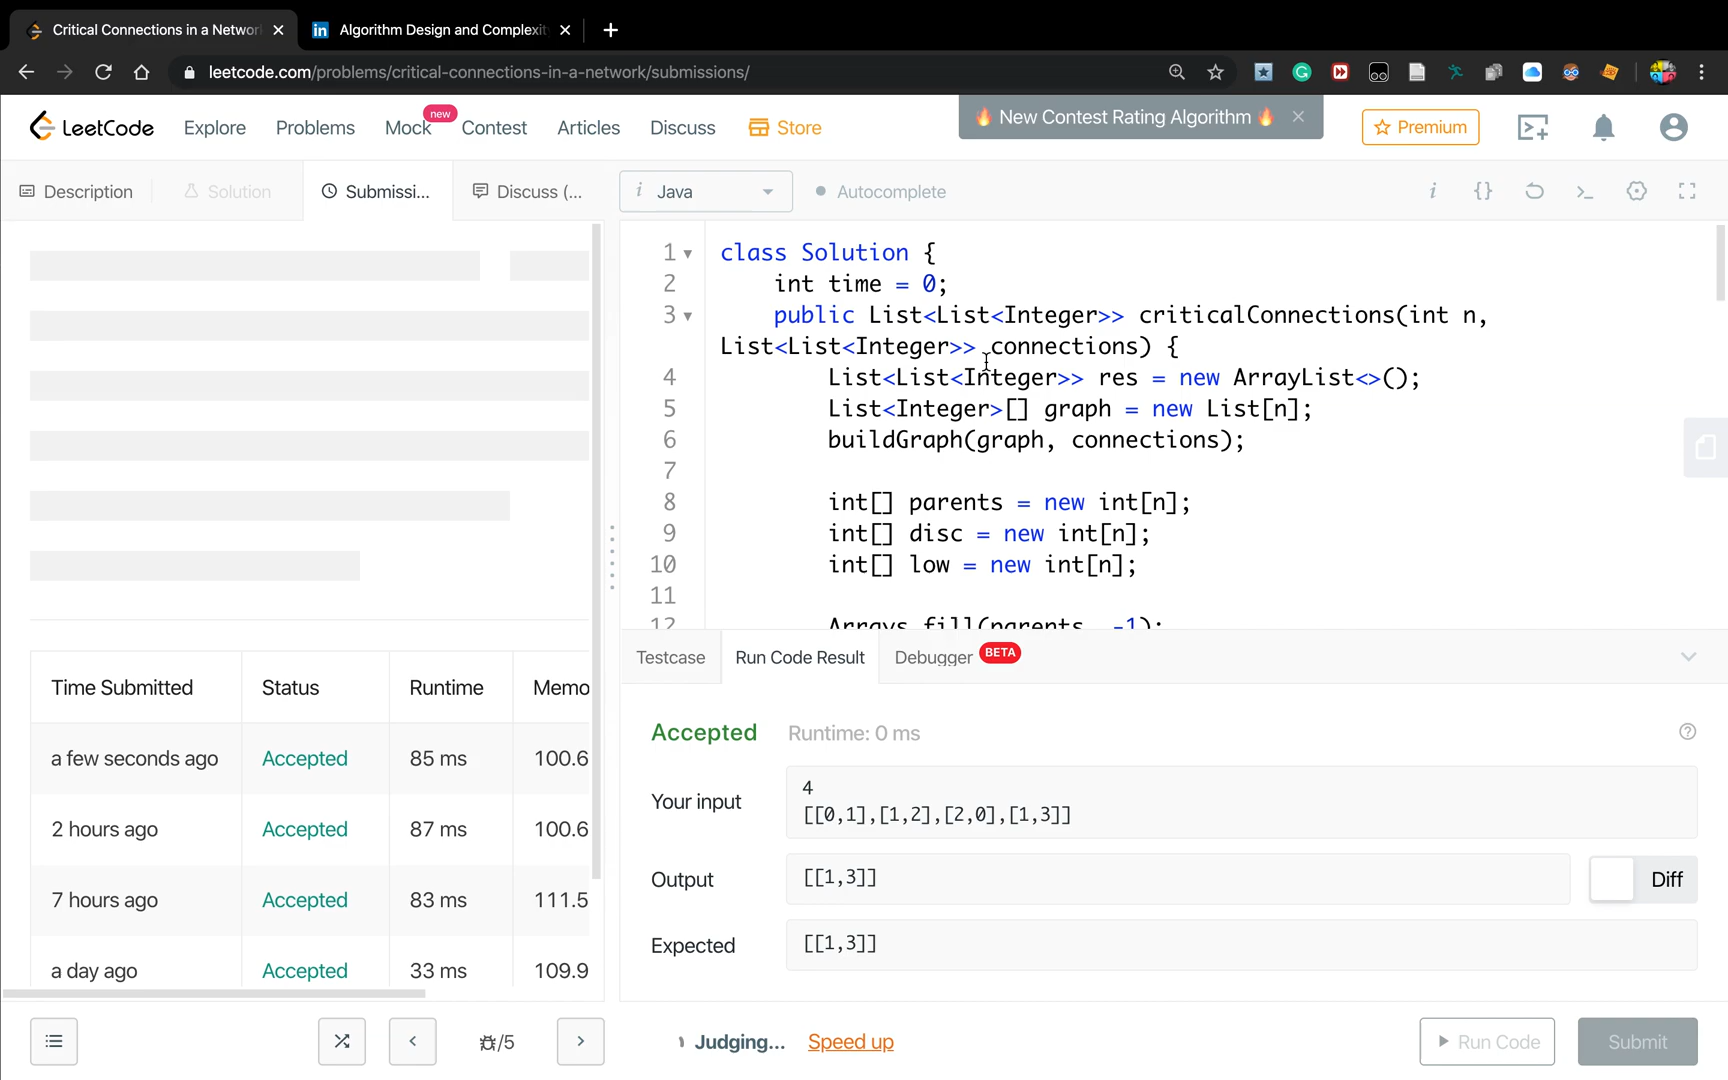 Critical Connections in a Networ
Algorithm Design and Complexit
leetcode.com/problems/critical-connections-in-a-network/submissions/
LeetCode
Explore
Problems
Mock
new
Contest
Articles
Discuss
Store
🔥 New Contest Rating Algorithm 🔥
Premium
Description
Solution
Submissi...
Discuss (...
Java
Autocomplete
1 class Solution {
2 int time = 0;
3 public List<List<Integer>> criticalConnections(int n,
List<List<Integer>> connections) {
4 List<List<Integer>> res = new ArrayList<>();
5 List<Integer>[] graph = new List[n];
6 buildGraph(graph, connections);
7
8 int[] parents = new int[n];
9 int[] disc = new int[n];
10 int[] low = new int[n];
11
12 Arrays.fill(parents, -1);
Testcase
Run Code Result
Debugger
BETA
Time Submitted Status Runtime Memo
a few seconds ago Accepted 85 ms 100.6
2 hours ago Accepted 87 ms 100.6
7 hours ago Accepted 83 ms 111.5
a day ago Accepted 33 ms 109.9
Accepted Runtime: 0 ms
Your input
4
[[0,1],[1,2],[2,0],[1,3]]
Output
[[1,3]]
Diff
Expected
[[1,3]]
/5
Judging...
Speed up
Run Code
Submit